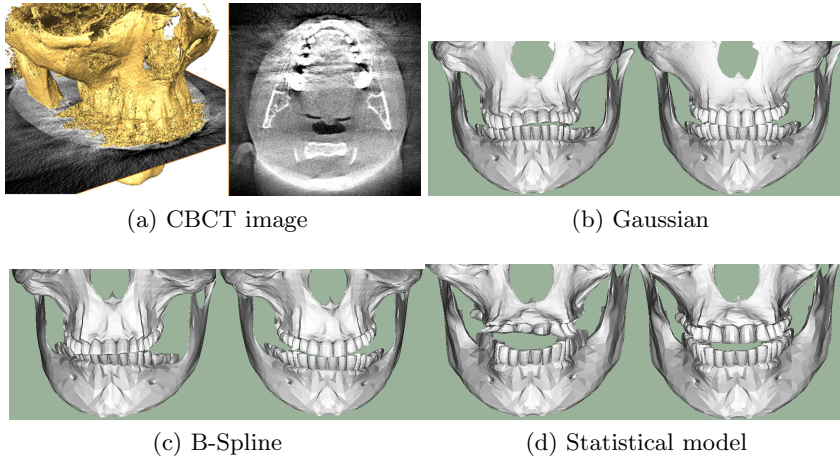 (a) CBCT image
(b) Gaussian
(c) B-Spline
(d) Statistical model